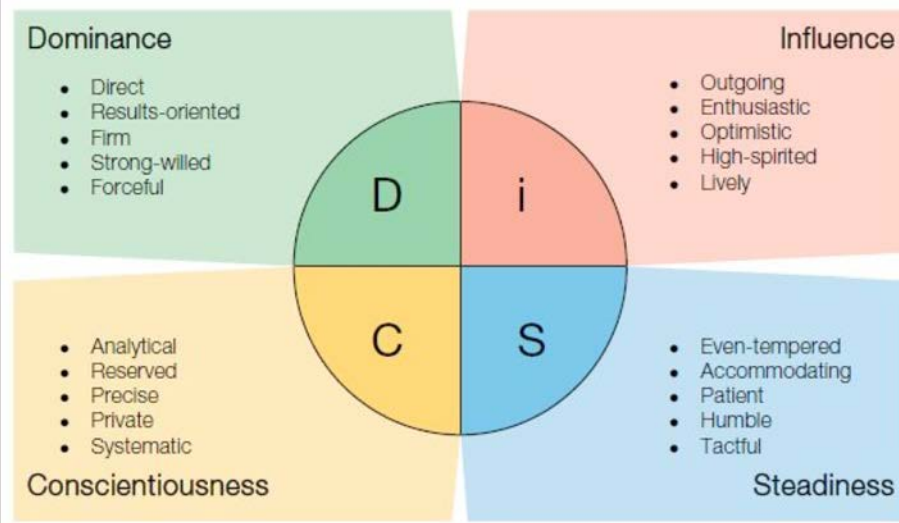 Dominance
• Direct
• Results-oriented
• Firm
• Strong-willed
• Forceful
Influence
• Outgoing
• Enthusiastic
• Optimistic
• High-spirited
• Lively
D
i
C
S
• Analytical
• Reserved
• Precise
• Private
• Systematic
Conscientiousness
• Even-tempered
• Accommodating
• Patient
• Humble
• Tactful
Steadiness